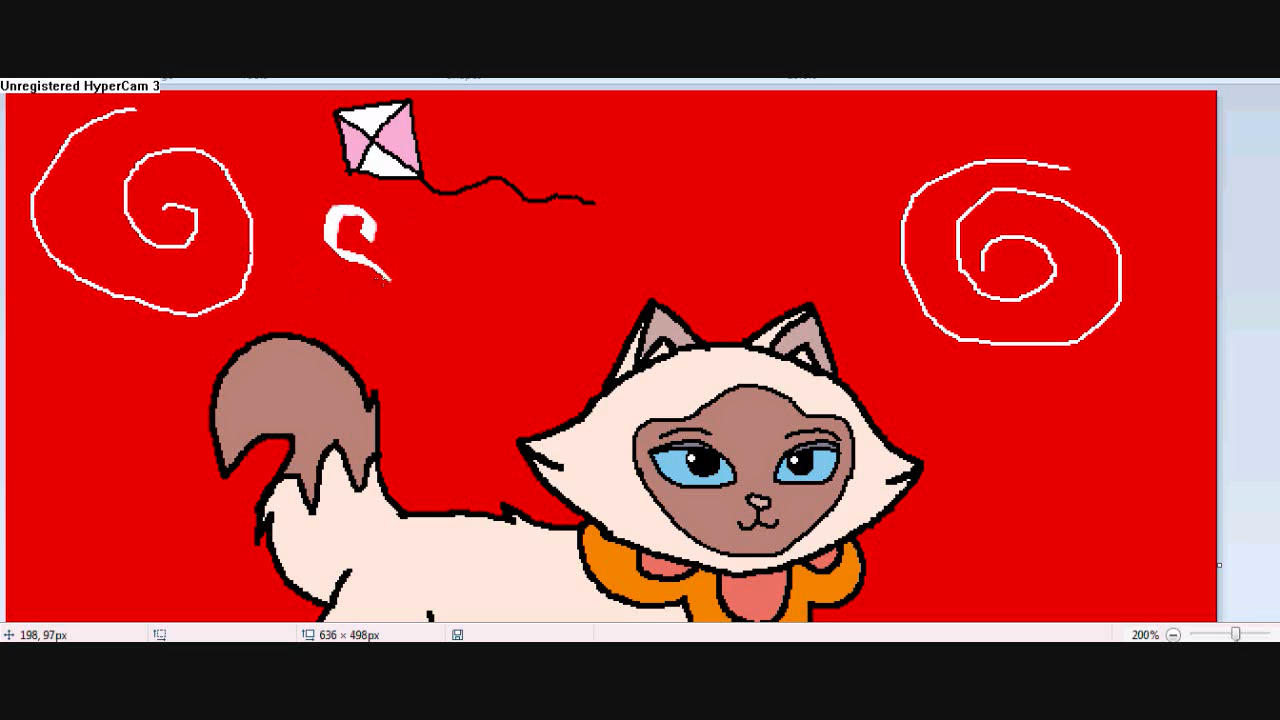 Unregistered HyperCam 3
198, 97px
636 × 498px
200%